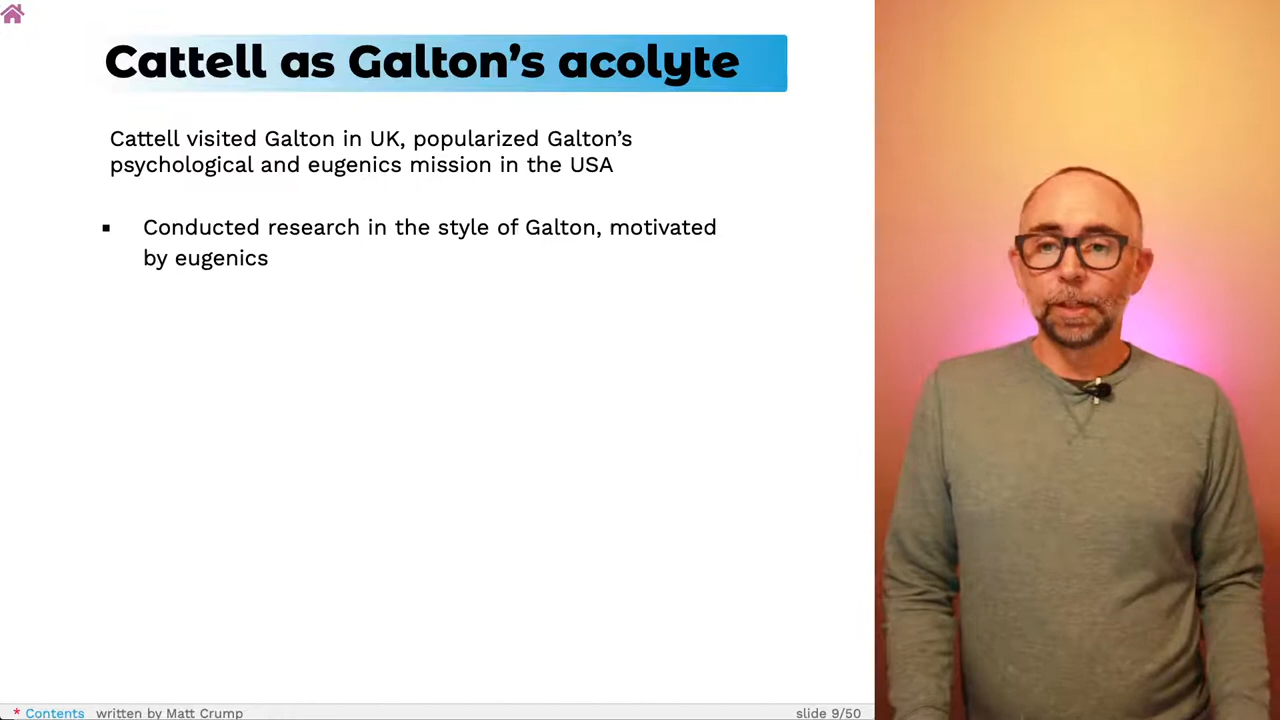 Cattell as Galton’s acolyte
Cattell visited Galton in UK, popularized Galton’s
psychological and eugenics mission in the USA
▪ Conducted research in the style of Galton, motivated
by eugenics
* Contents written by Matt Crump
slide 9/50